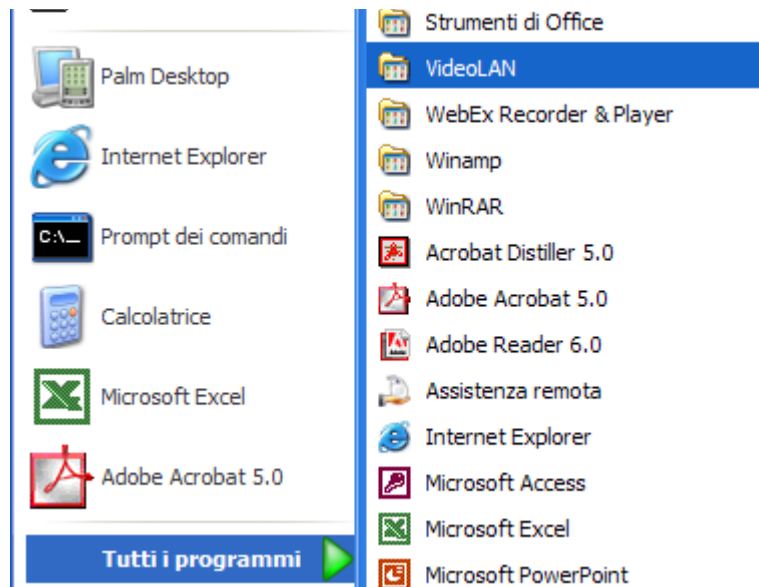 Palm Desktop
Internet Explorer
C:\_
Prompt dei comandi
Calcolatrice
Microsoft Excel
Adobe Acrobat 5.0
Tutti i programmi
Strumenti di Office
VideoLAN
WebEx Recorder & Player
Winamp
WinRAR
Acrobat Distiller 5.0
Adobe Acrobat 5.0
Adobe Reader 6.0
Assistenza remota
Internet Explorer
Microsoft Access
Microsoft Excel
Microsoft PowerPoint